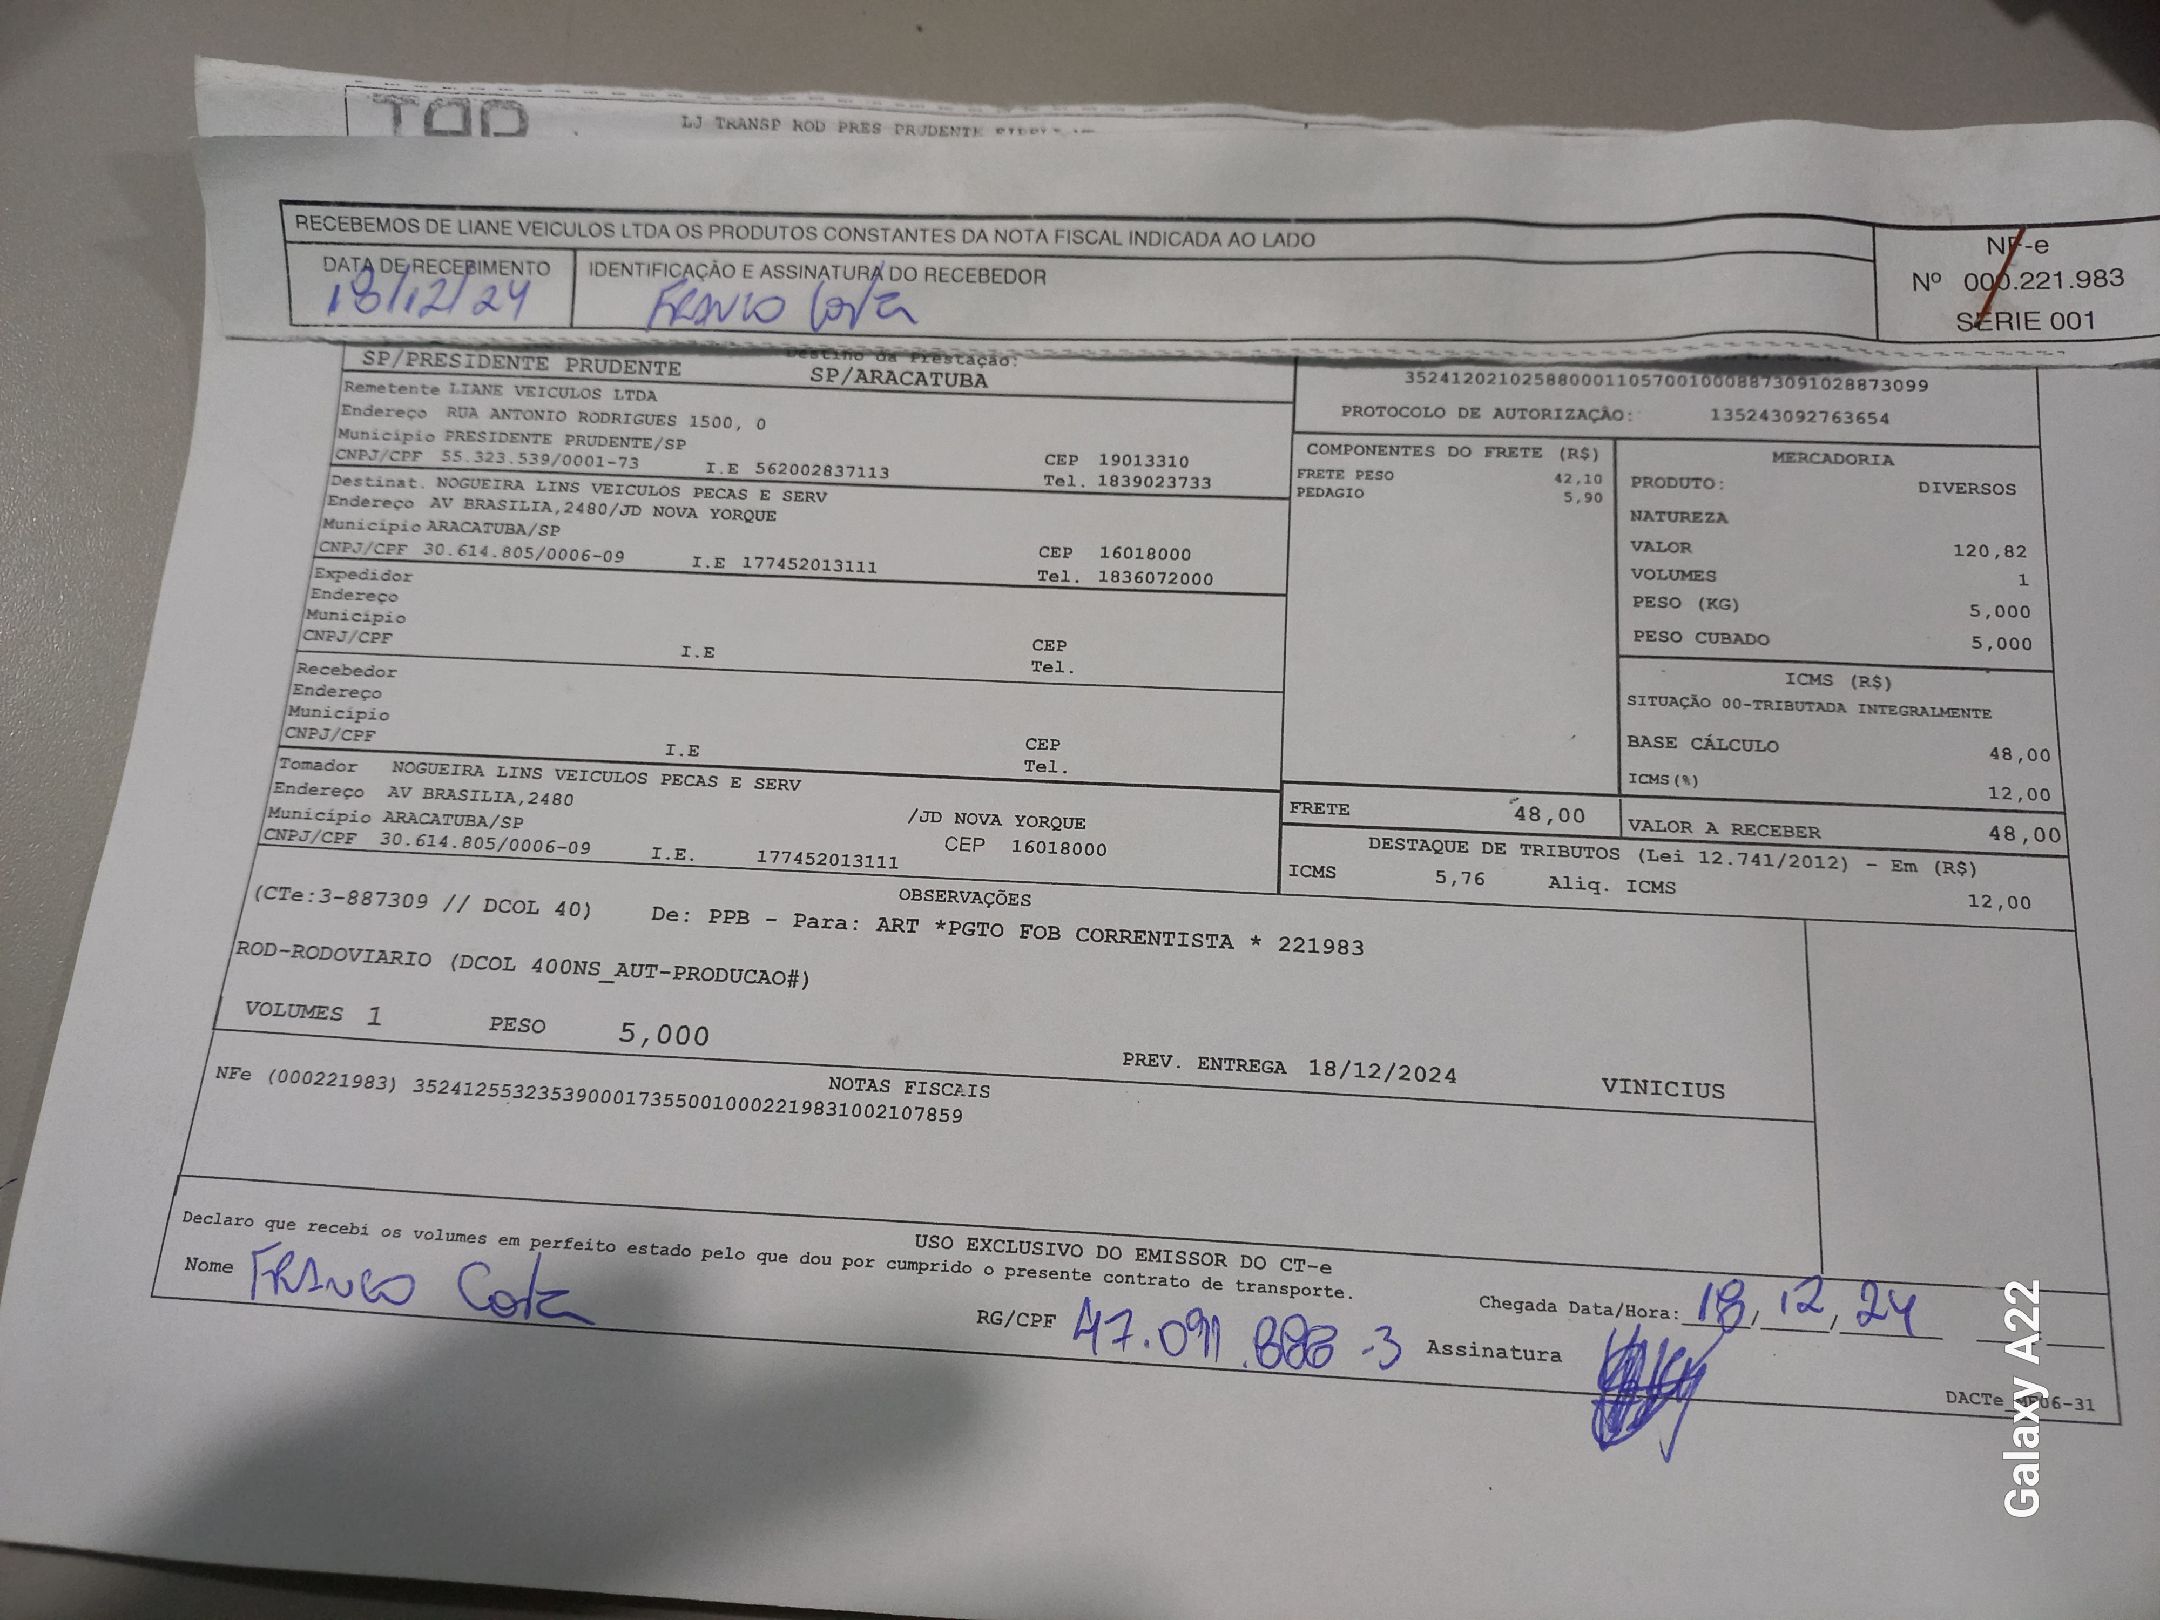 LJ TRANSP ROD PRES PRUDENTE
RECEBEMOS DE LIANE VEICULOS LTDA OS PRODUTOS CONSTANTES DA NOTA FISCAL INDICADA AO LADO
NF-e
Nº 000.221.983
SÉRIE 001
DATA DE RECEBIMENTO
18/12/24
IDENTIFICAÇÃO E ASSINATURA DO RECEBEDOR
FRANCO Costa
SP/PRESIDENTE PRUDENTE
Destino da Prestação:
SP/ARACATUBA
Remetente LIANE VEICULOS LTDA
Endereço RUA ANTONIO RODRIGUES 1500, 0
Município PRESIDENTE PRUDENTE/SP
CNPJ/CPF 55.323.539/0001-73 I.E 562002837113
CEP 19013310
Tel. 1839023733
Destinat. NOGUEIRA LINS VEICULOS PECAS E SERV
Endereço AV BRASILIA,2480/JD NOVA YORQUE
Município ARACATUBA/SP
CNPJ/CPF 30.614.805/0006-09 I.E 177452013111
CEP 16018000
Tel. 1836072000
Expedidor
Endereço
Município
CNPJ/CPF I.E
CEP
Tel.
Recebedor
Endereço
Município
CNPJ/CPF I.E
CEP
Tel.
Tomador NOGUEIRA LINS VEICULOS PECAS E SERV
Endereço AV BRASILIA,2480 /JD NOVA YORQUE
Município ARACATUBA/SP CEP 16018000
CNPJ/CPF 30.614.805/0006-09 I.E. 177452013111
35241202102588000110570010008873091028873099
PROTOCOLO DE AUTORIZAÇÃO: 135243092763654
COMPONENTES DO FRETE (R$)
FRETE PESO 42,10
PEDAGIO 5,90
MERCADORIA
PRODUTO: DIVERSOS
NATUREZA
VALOR 120,82
VOLUMES 1
PESO (KG) 5,000
PESO CUBADO 5,000
ICMS (R$)
SITUAÇÃO 00-TRIBUTADA INTEGRALMENTE
BASE CÁLCULO 48,00
ICMS(%) 12,00
FRETE 48,00
VALOR A RECEBER 48,00
DESTAQUE DE TRIBUTOS (Lei 12.741/2012) - Em (R$)
ICMS 5,76 Aliq. ICMS 12,00
OBSERVAÇÕES
(CTe:3-887309 // DCOL 40) De: PPB - Para: ART *PGTO FOB CORRENTISTA * 221983
ROD-RODOVIARIO (DCOL 400NS_AUT-PRODUCAO#)
VOLUMES 1 PESO 5,000
PREV. ENTREGA 18/12/2024 VINICIUS
NOTAS FISCAIS
NFe (000221983) 35241255323539000173550010002219831002107859
USO EXCLUSIVO DO EMISSOR DO CT-e
Declaro que recebi os volumes em perfeito estado pelo que dou por cumprido o presente contrato de transporte.
Nome FRANCO Costa
RG/CPF 47.091.888-3
Chegada Data/Hora: 18, 12, 24
Assinatura
Galaxy A22